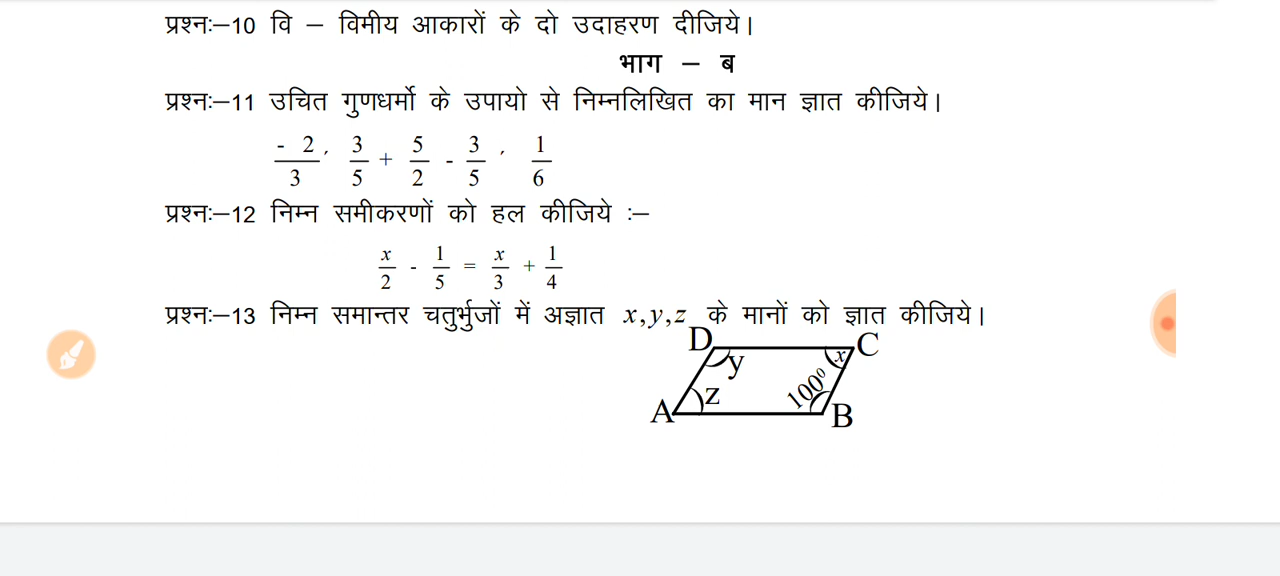 प्रश्नः–10 वि – विमीय आकारों के दो उदाहरण दीजिये।
भाग – ब
प्रश्नः–11 उचित गुणधर्मो के उपायो से निम्नलिखित का मान ज्ञात कीजिये।
- 2/3 ′ 3/5 + 5/2 - 3/5 ′ 1/6
प्रश्नः–12 निम्न समीकरणों को हल कीजिये :–
x/2 - 1/5 = x/3 + 1/4
प्रश्नः–13 निम्न समान्तर चतुर्भुजों में अज्ञात x,y,z के मानों को ज्ञात कीजिये।
D C
y x
z 100⁰
A B